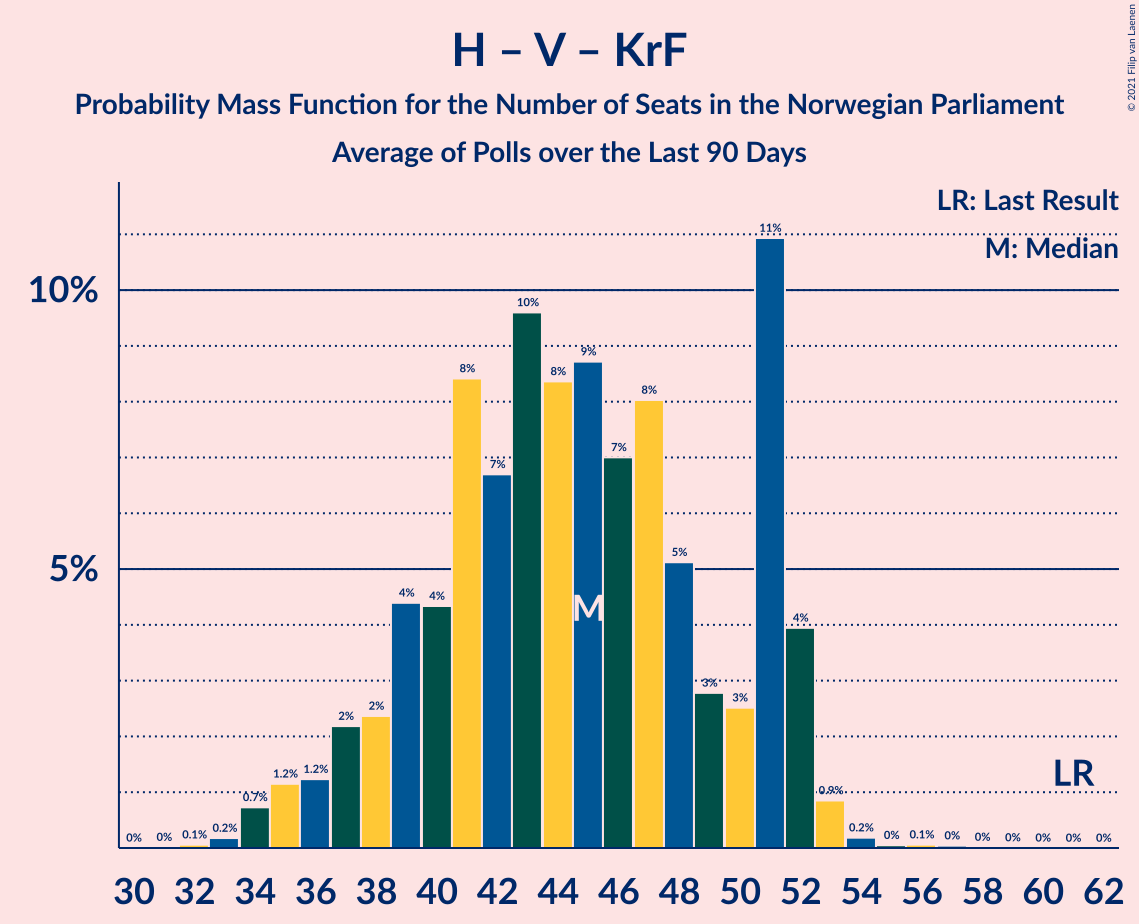 H – V – KrF
Probability Mass Function for the Number of Seats in the Norwegian Parliament
Average of Polls over the Last 90 Days
© 2021 Filip van Laenen
LR: Last Result
M: Median
10%
5%
0% 0% 0.1% 0.2% 0.7% 1.2% 1.2% 2% 2% 4% 4% 8% 7% 10% 8% 9% 7% 8% 5% 3% 3% 11% 4% 0.9% 0.2% 0% 0.1% 0% 0% 0% 0% 0% 0%
M
LR
30 32 34 36 38 40 42 44 46 48 50 52 54 56 58 60 62